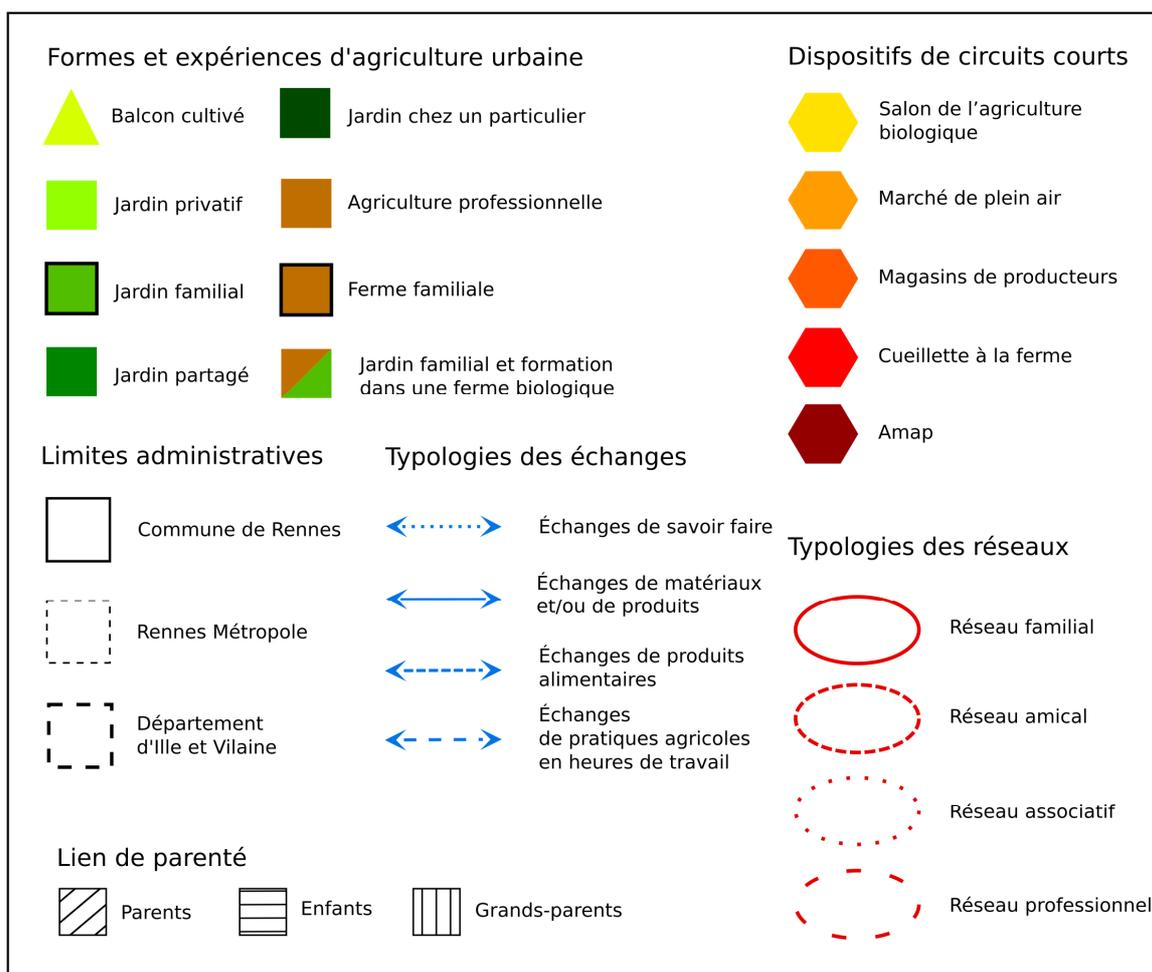 Formes et expériences d'agriculture urbaine
Balcon cultivé
Jardin chez un particulier
Jardin privatif
Agriculture professionnelle
Jardin familial
Ferme familiale
Jardin partagé
Jardin familial et formation
dans une ferme biologique
Dispositifs de circuits courts
Salon de l’agriculture
biologique
Marché de plein air
Magasins de producteurs
Cueillette à la ferme
Amap
Limites administratives
Commune de Rennes
Rennes Métropole
Département
d'Ille et Vilaine
Typologies des échanges
Échanges de savoir faire
Échanges de matériaux
et/ou de produits
Échanges de produits
alimentaires
Échanges
de pratiques agricoles
en heures de travail
Typologies des réseaux
Réseau familial
Réseau amical
Réseau associatif
Réseau professionnel
Lien de parenté
Parents
Enfants
Grands-parents